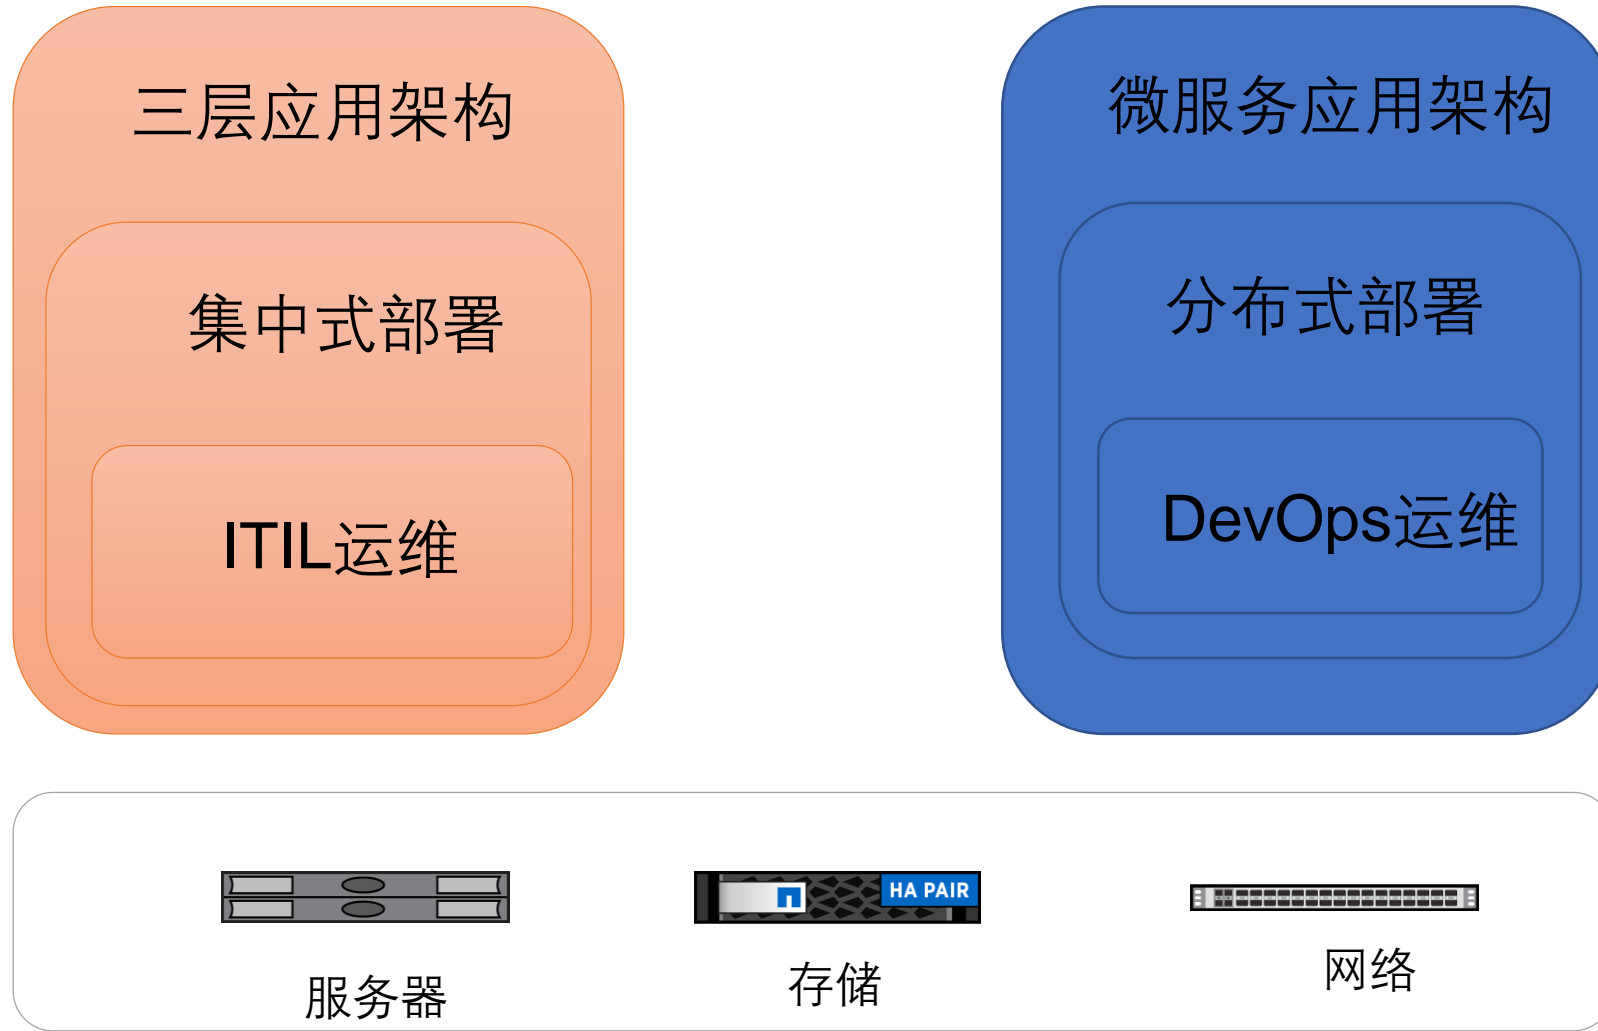 三层应用架构
集中式部署
ITIL运维
微服务应用架构
分布式部署
DevOps运维
HA PAIR
服务器
存储
网络